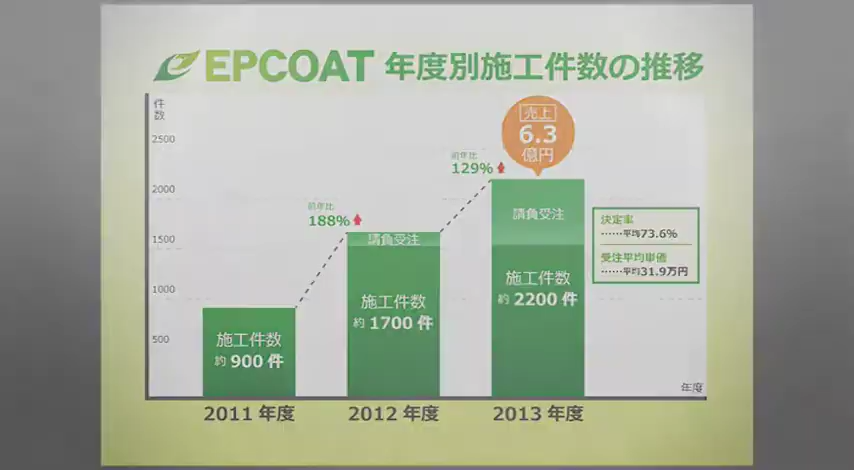 EPCOAT 年度別施工件数の推移
件数
2500
2000
1500
1000
500
売上
6.3
億円
前年比
129%
前年比
188%
請負受注
請負受注
施工件数
約 2200 件
施工件数
約 1700 件
施工件数
約 900 件
決定率
……平均73.6%
受注平均単価
……平均31.9万円
年度
2011 年度
2012 年度
2013 年度